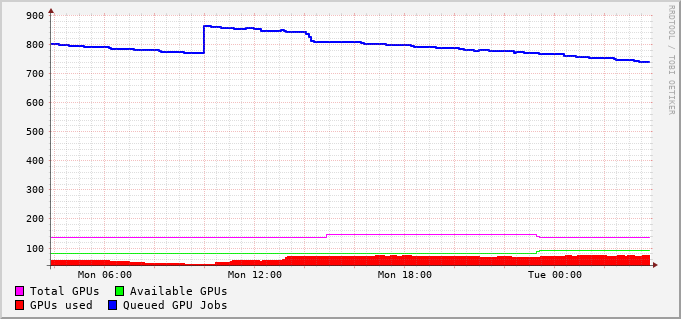 900
800
700
600
500
400
300
200
100
Mon 06:00 Mon 12:00 Mon 18:00 Tue 00:00
Total GPUs Available GPUs
GPUs used Queued GPU Jobs
RRDTOOL / TOBI OETIKER